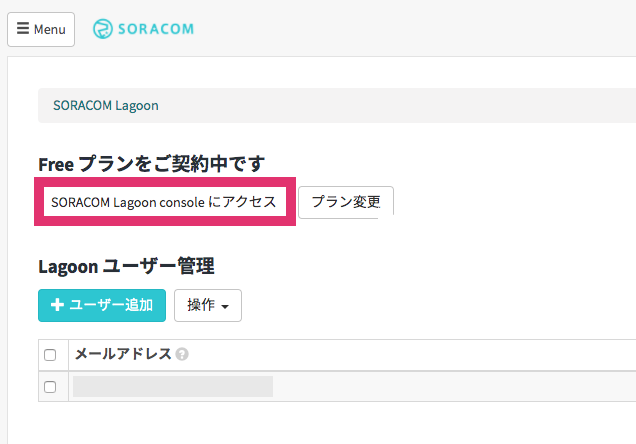 Menu SORACOM
SORACOM Lagoon
Free プランをご契約中です
SORACOM Lagoon console にアクセス プラン変更
Lagoon ユーザー管理
ユーザー追加 操作
メールアドレス ?